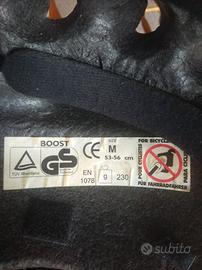 BOOST
TÜV Rheinland
GS
CE
EN
1078
SIZE
M
53-56 cm
g 230
FOR BICYCLISTS
FÜR FAHRRADFAHRER
PARA CICLISTAS
subito